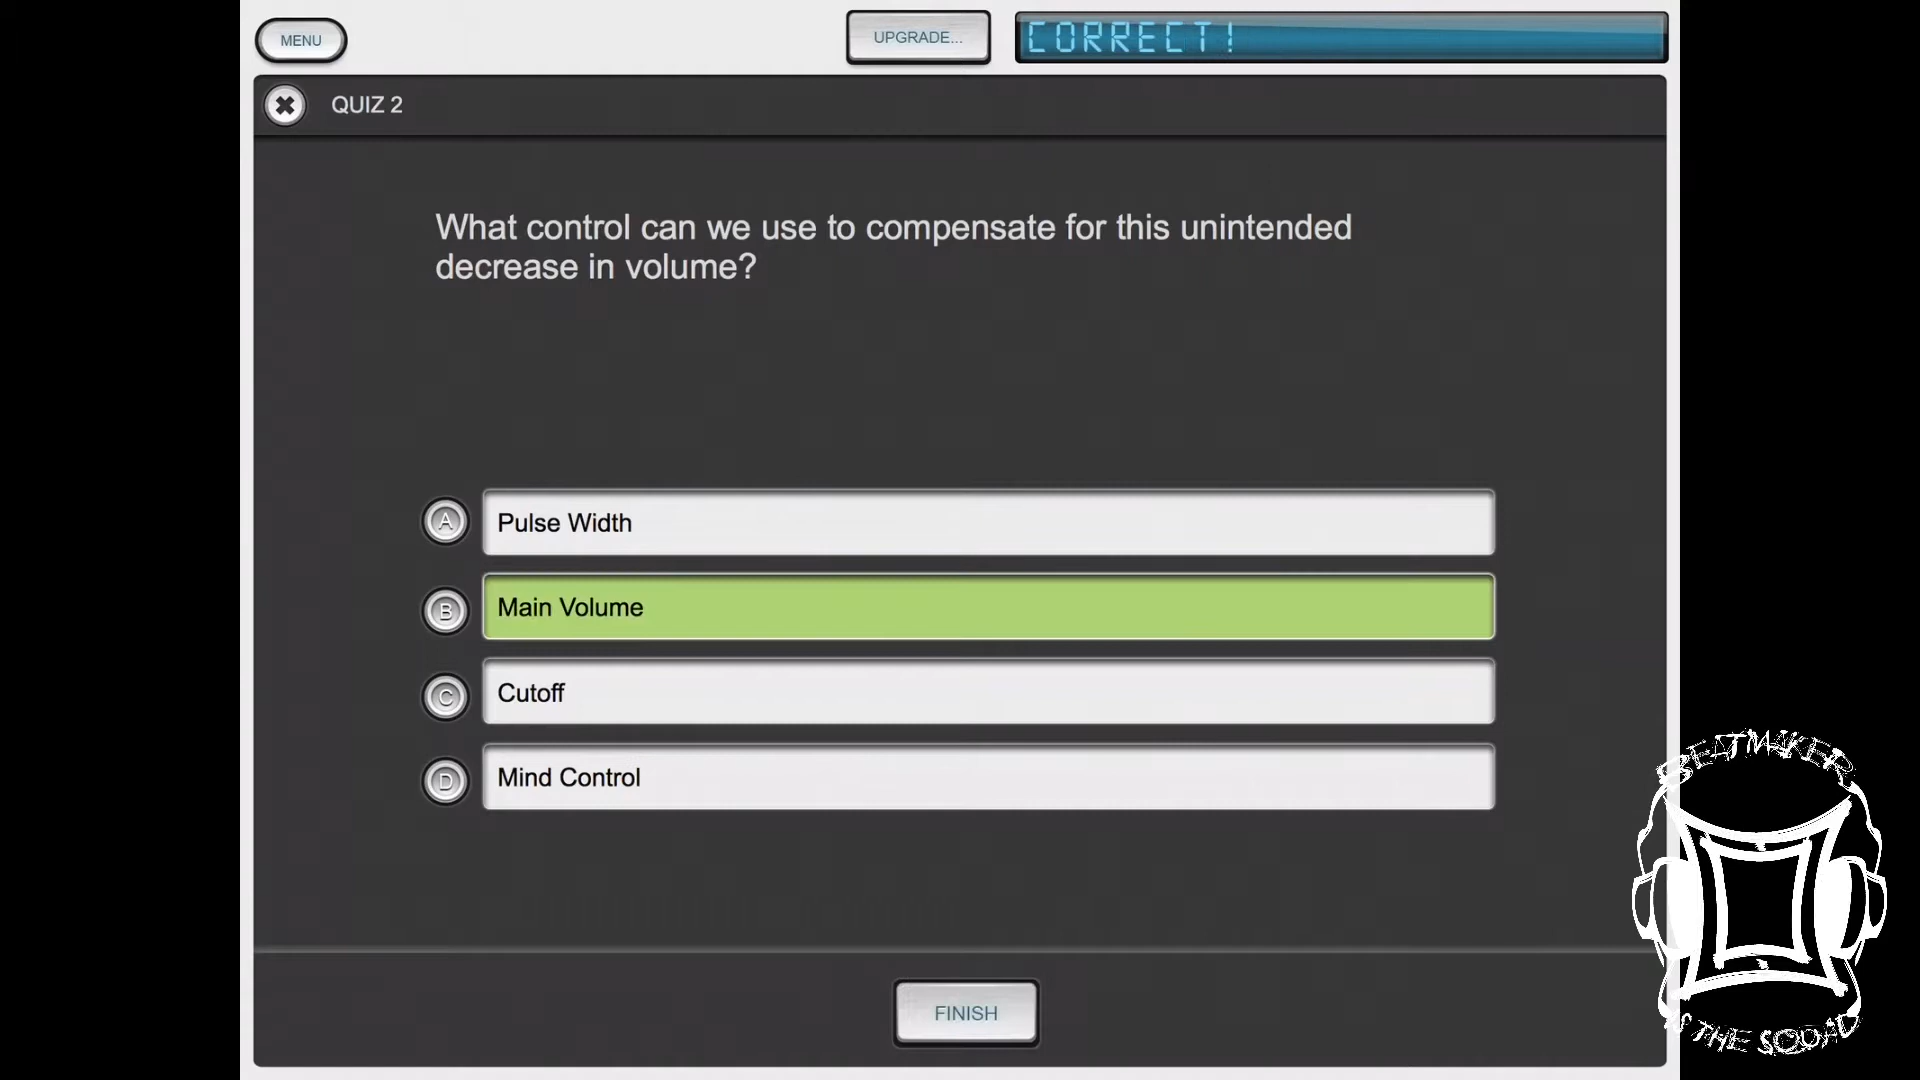 MENU
UPGRADE...
CORRECT!
QUIZ 2
What control can we use to compensate for this unintended
decrease in volume?
A Pulse Width
B Main Volume
C Cutoff
D Mind Control
FINISH
BEATMAKER
IS THE SQUAD